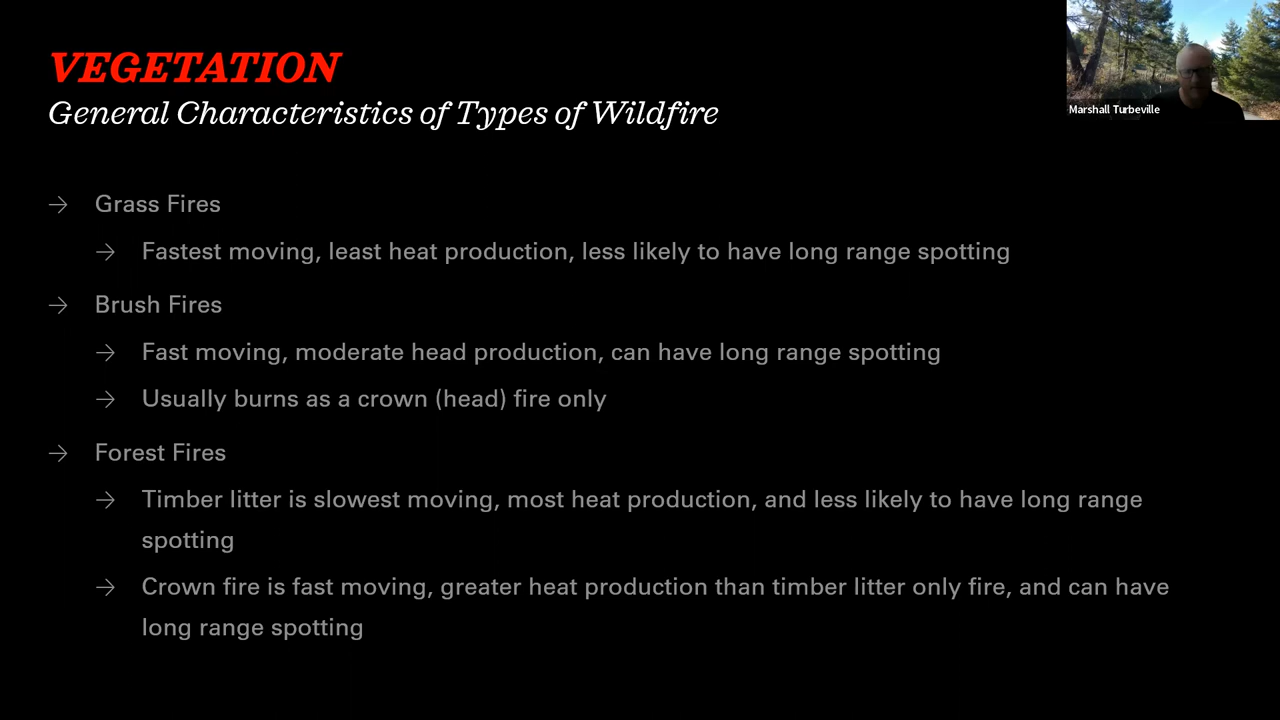 VEGETATION
General Characteristics of Types of Wildfire
Marshall Turbeville
→ Grass Fires
→ Fastest moving, least heat production, less likely to have long range spotting
→ Brush Fires
→ Fast moving, moderate head production, can have long range spotting
→ Usually burns as a crown (head) fire only
→ Forest Fires
→ Timber litter is slowest moving, most heat production, and less likely to have long range
spotting
→ Crown fire is fast moving, greater heat production than timber litter only fire, and can have
long range spotting